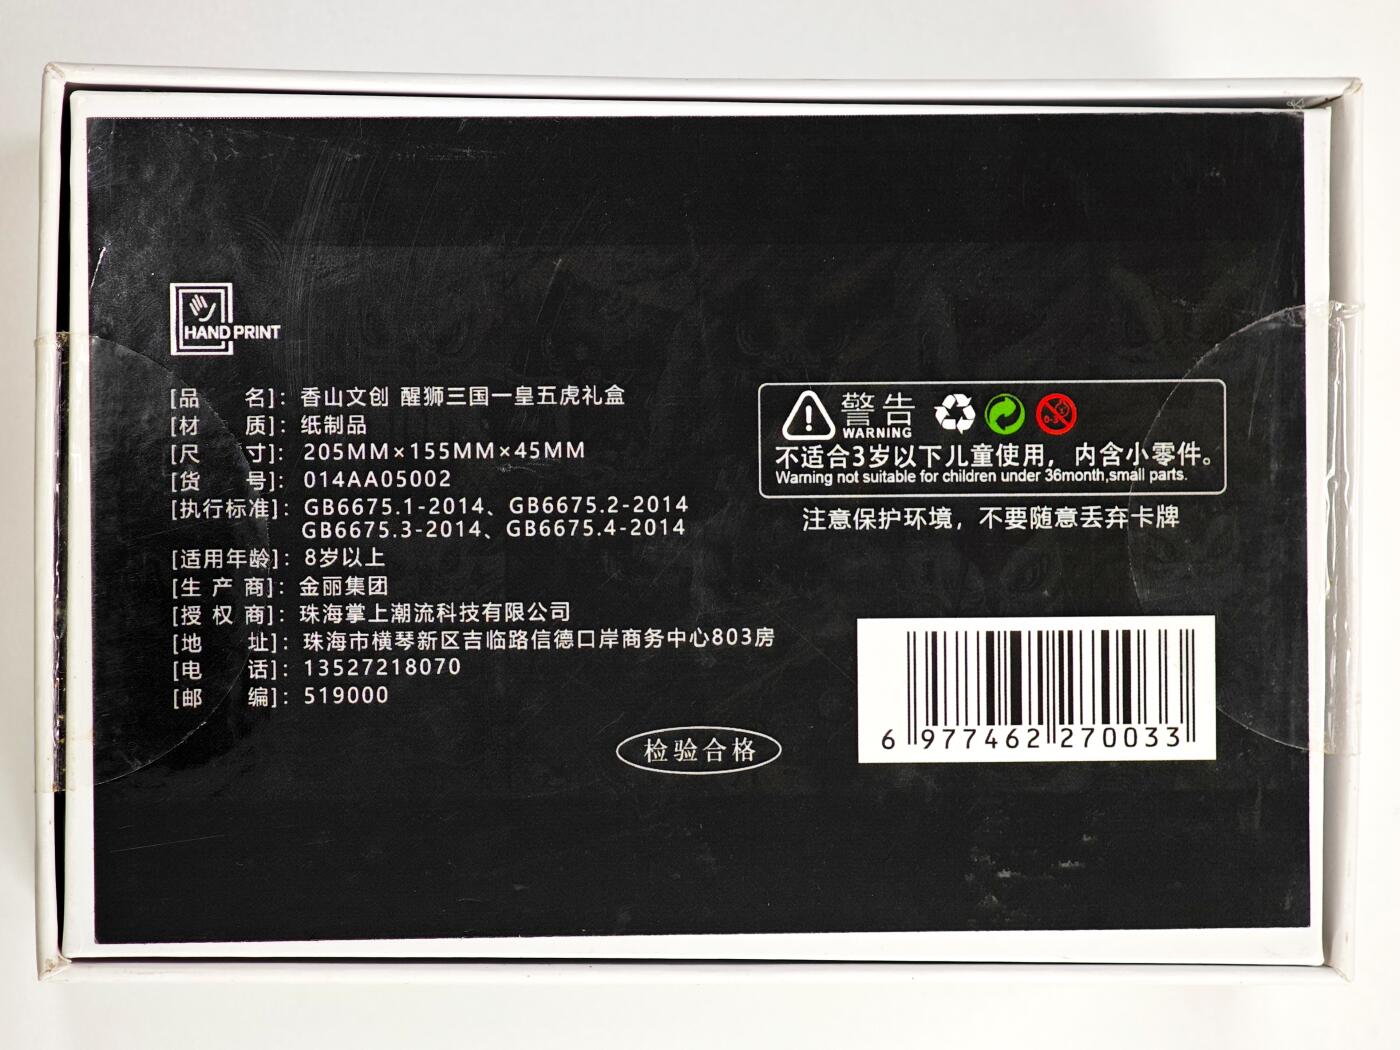 HAND PRINT
[品 名]：香山文创 醒狮三国一皇五虎礼盒
[材 质]：纸制品
[尺 寸]：205MM×155MM×45MM
[货 号]：014AA05002
[执行标准]：GB6675.1-2014、GB6675.2-2014
GB6675.3-2014、GB6675.4-2014
[适用年龄]：8岁以上
[生 产 商]：金丽集团
[授 权 商]：珠海掌上潮流科技有限公司
[地 址]：珠海市横琴新区吉临路信德口岸商务中心803房
[电 话]：13527218070
[邮 编]：519000
检验合格
警告
WARNING
0-3
不适合3岁以下儿童使用，内含小零件。
Warning not suitable for children under 36month,small parts.
注意保护环境，不要随意丢弃卡牌
6 977462 270033